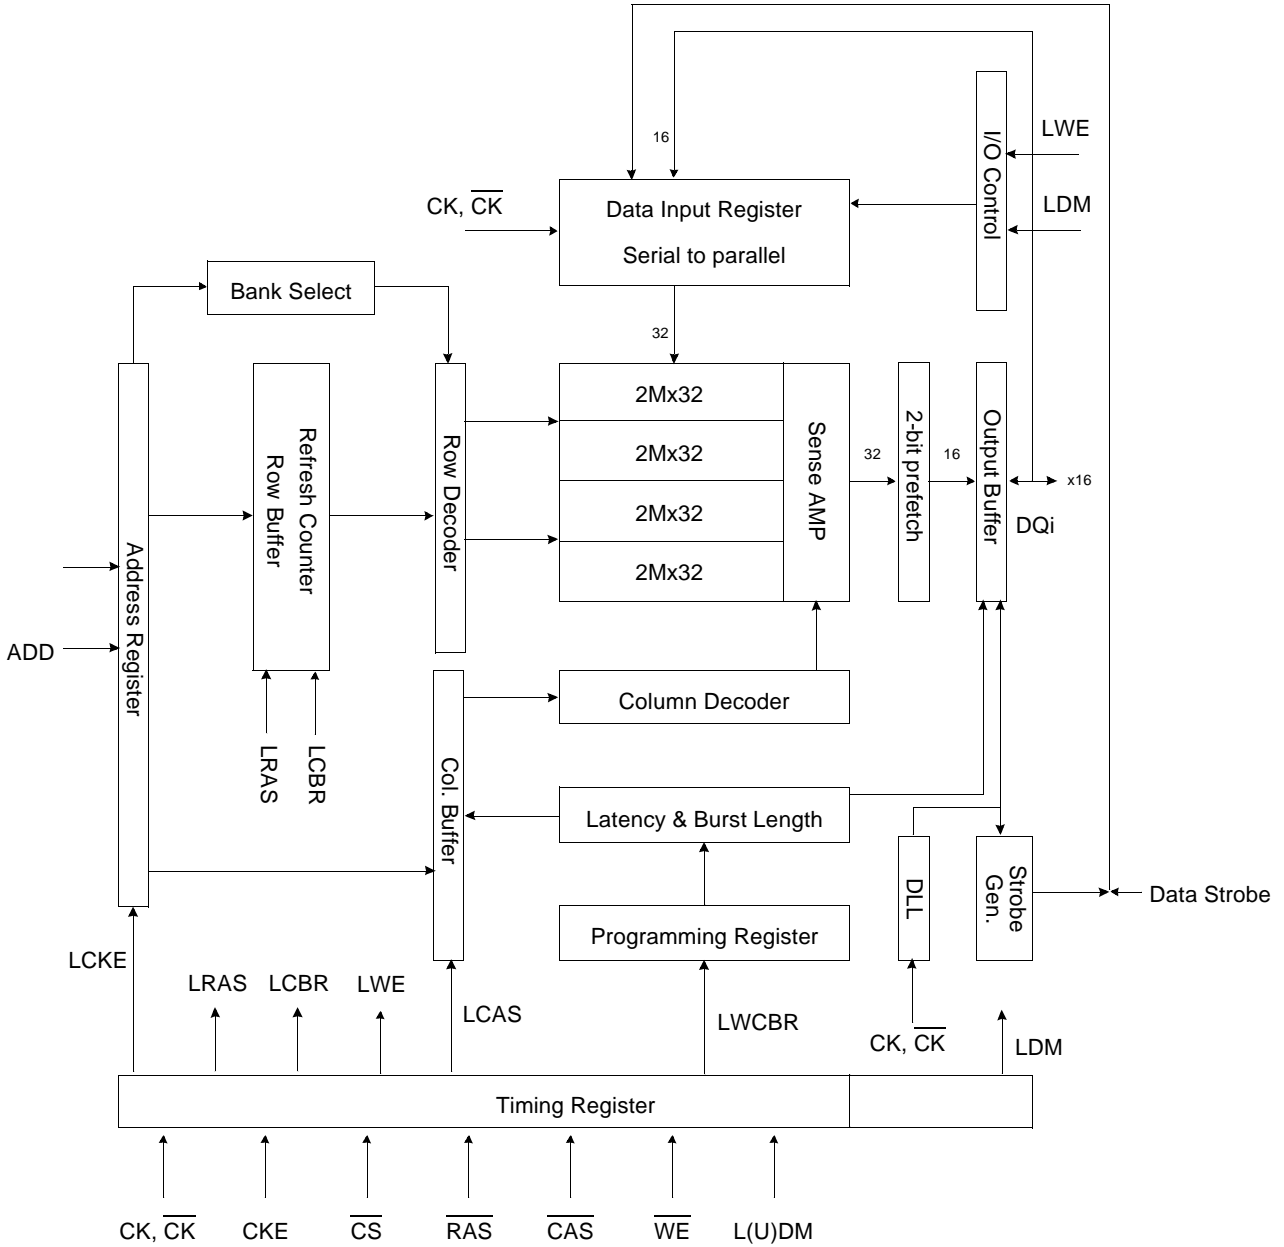 16
LWE
CK, CK
Data Input Register
Serial to parallel
I/O Control
LDM
Bank Select
32
2Mx32
2Mx32
2Mx32
2Mx32
Sense AMP
32
2-bit prefetch
16
Output Buffer
x16
DQi
Row Decoder
Refresh Counter
Row Buffer
Address Register
ADD
LRAS
LCBR
Column Decoder
Col. Buffer
Latency & Burst Length
Programming Register
DLL
Strobe
Gen.
Data Strobe
LCKE
LRAS
LCBR
LWE
LCAS
LWCBR
CK, CK
LDM
Timing Register
CK, CK
CKE
CS
RAS
CAS
WE
L(U)DM